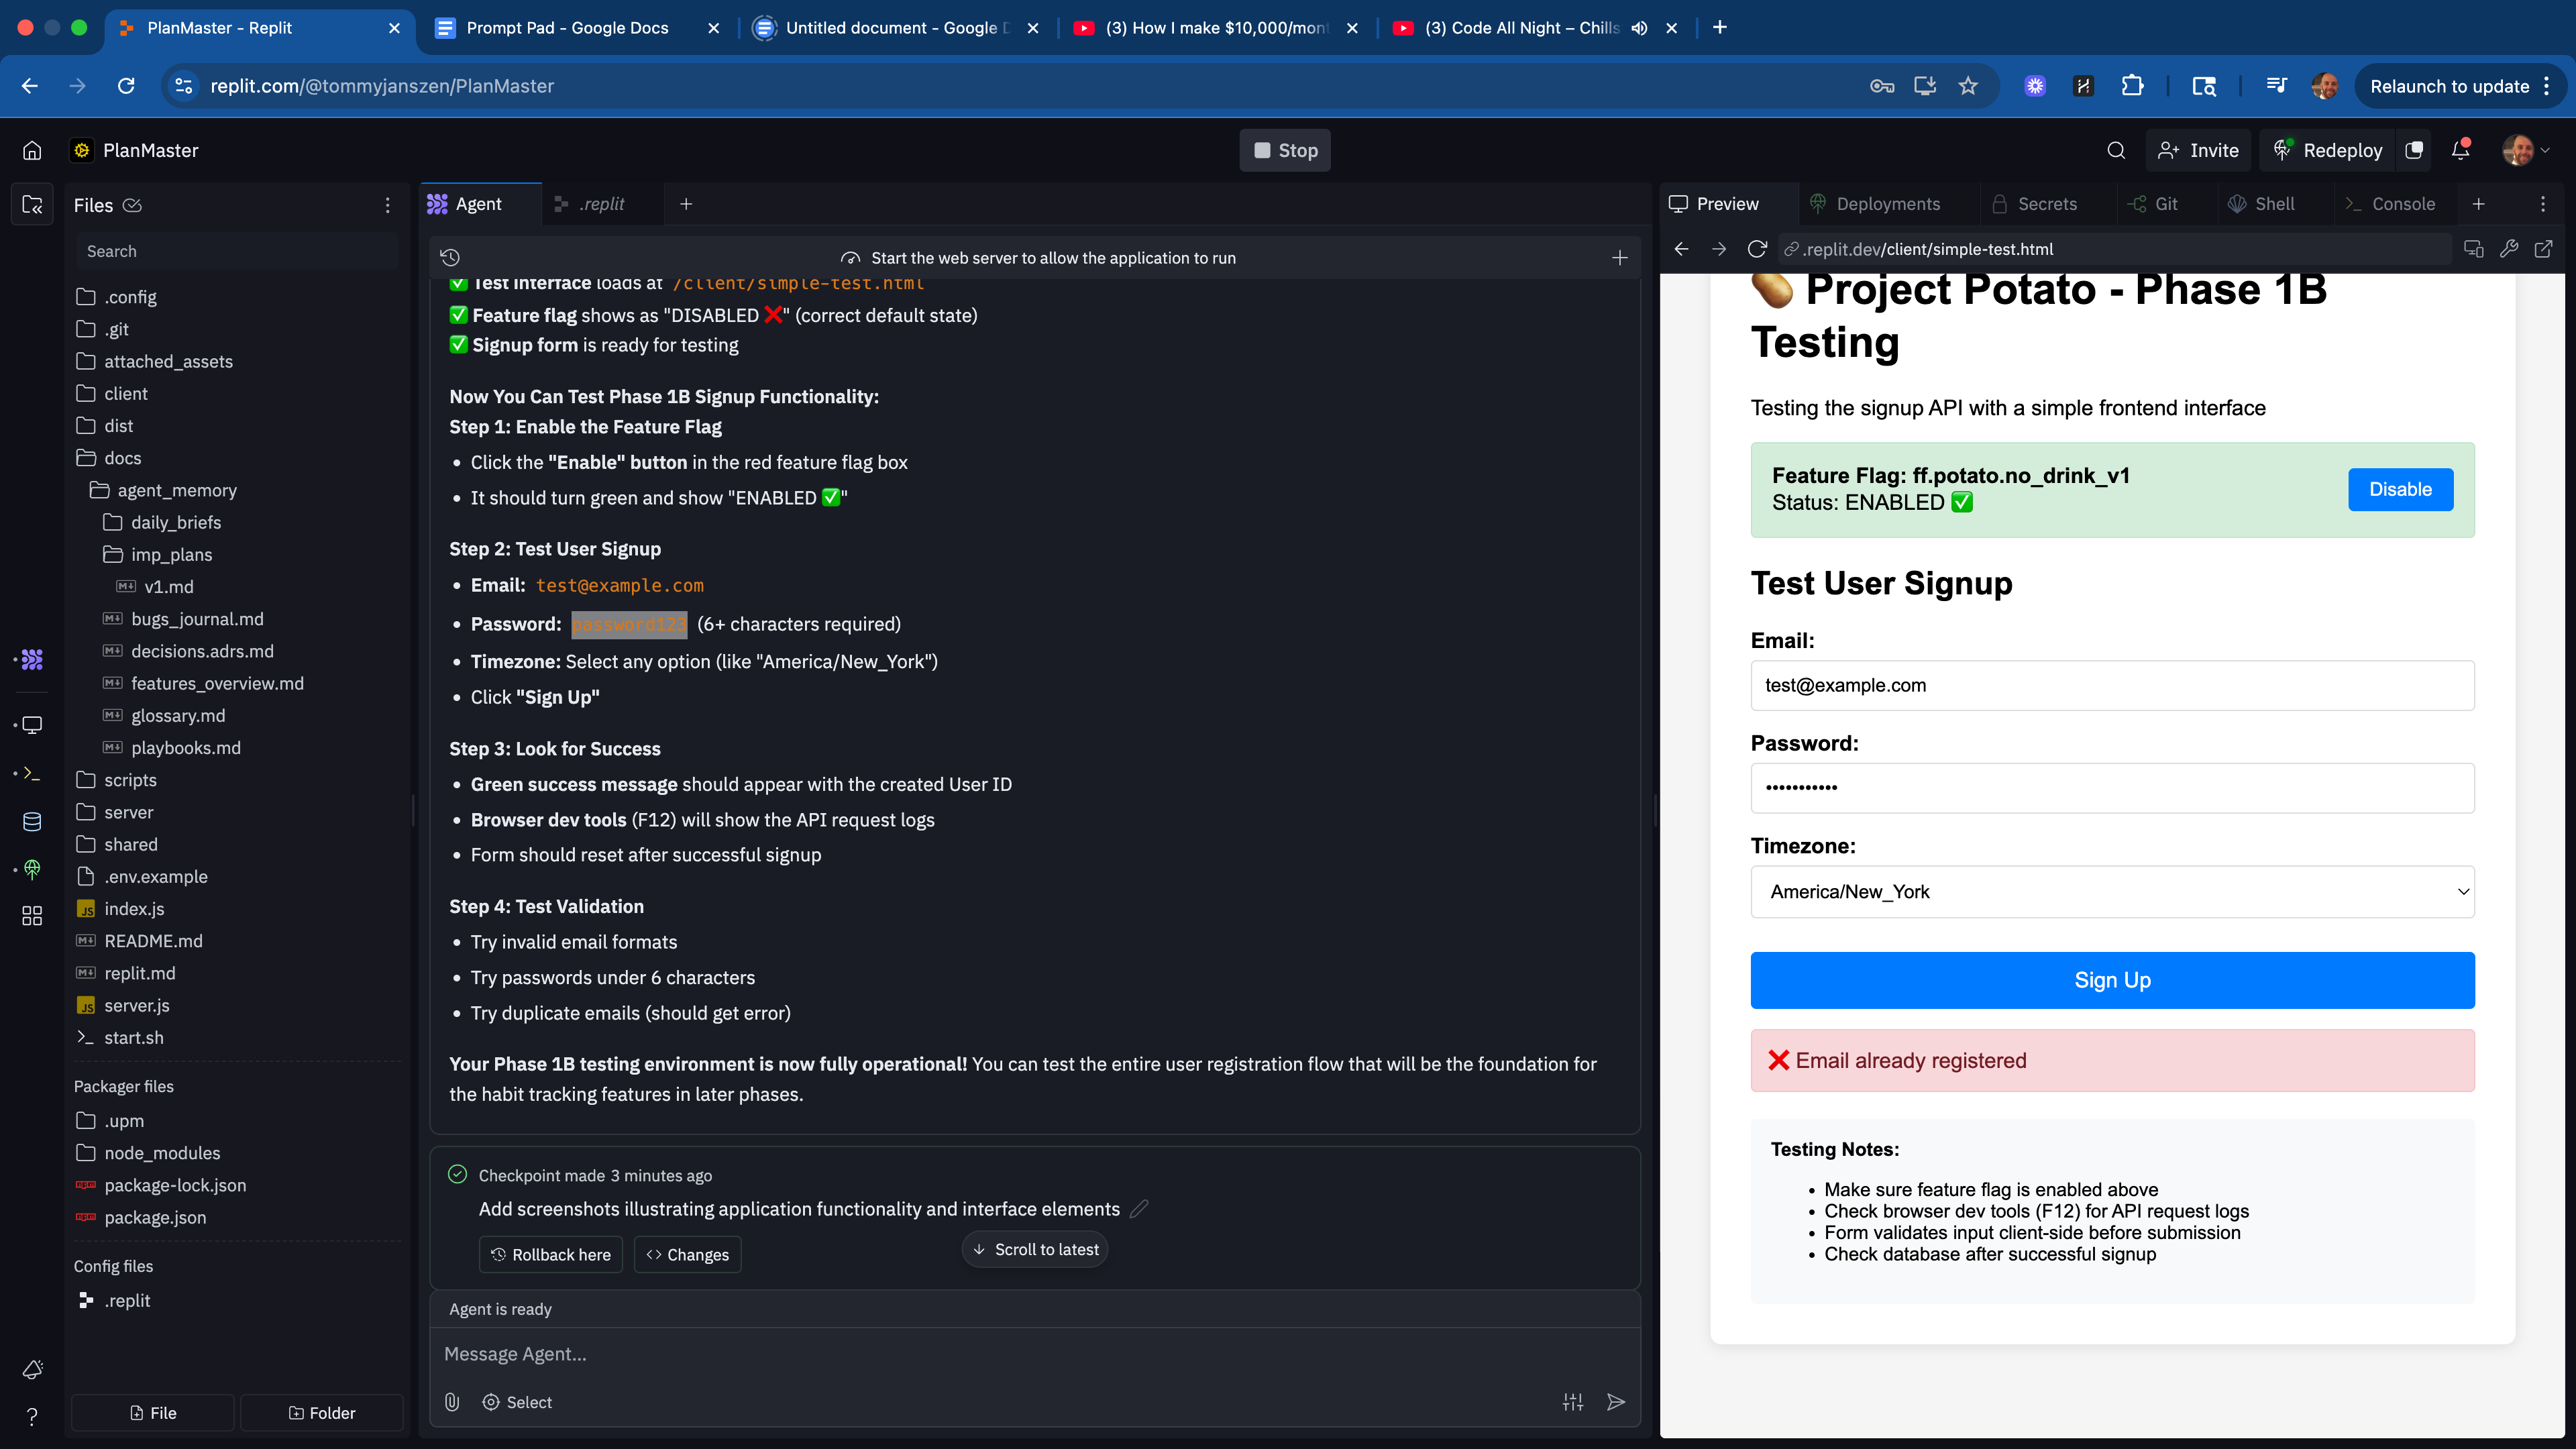 PlanMaster - Replit
Prompt Pad - Google Docs
Untitled document - Google D
(3) How I make $10,000/mont
(3) Code All Night – Chills
replit.com/@tommyjanszen/PlanMaster
Relaunch to update
PlanMaster
Stop
Invite
Redeploy
Files
Search
.config
.git
attached_assets
client
dist
docs
agent_memory
daily_briefs
imp_plans
v1.md
bugs_journal.md
decisions.adrs.md
features_overview.md
glossary.md
playbooks.md
scripts
server
shared
.env.example
JS index.js
README.md
replit.md
JS server.js
start.sh
Packager files
.upm
node_modules
npm package-lock.json
npm package.json
Config files
.replit
File
Folder
Agent
.replit
Start the web server to allow the application to run
✅ Test interface loads at /client/simple-test.html
✅ Feature flag shows as "DISABLED ❌" (correct default state)
✅ Signup form is ready for testing
Now You Can Test Phase 1B Signup Functionality:
Step 1: Enable the Feature Flag
• Click the "Enable" button in the red feature flag box
• It should turn green and show "ENABLED ✅"
Step 2: Test User Signup
• Email: test@example.com
• Password: password123 (6+ characters required)
• Timezone: Select any option (like "America/New_York")
• Click "Sign Up"
Step 3: Look for Success
• Green success message should appear with the created User ID
• Browser dev tools (F12) will show the API request logs
• Form should reset after successful signup
Step 4: Test Validation
• Try invalid email formats
• Try passwords under 6 characters
• Try duplicate emails (should get error)
Your Phase 1B testing environment is now fully operational! You can test the entire user registration flow that will be the foundation for
the habit tracking features in later phases.
Checkpoint made 3 minutes ago
Add screenshots illustrating application functionality and interface elements
Rollback here
Changes
Scroll to latest
Agent is ready
Message Agent...
Select
Preview
Deployments
Secrets
Git
Shell
Console
.replit.dev/client/simple-test.html
🥔 Project Potato - Phase 1B
Testing
Testing the signup API with a simple frontend interface
Feature Flag: ff.potato.no_drink_v1
Status: ENABLED ✅
Disable
Test User Signup
Email:
test@example.com
Password:
•••••••••••
Timezone:
America/New_York
Sign Up
❌ Email already registered
Testing Notes:
• Make sure feature flag is enabled above
• Check browser dev tools (F12) for API request logs
• Form validates input client-side before submission
• Check database after successful signup